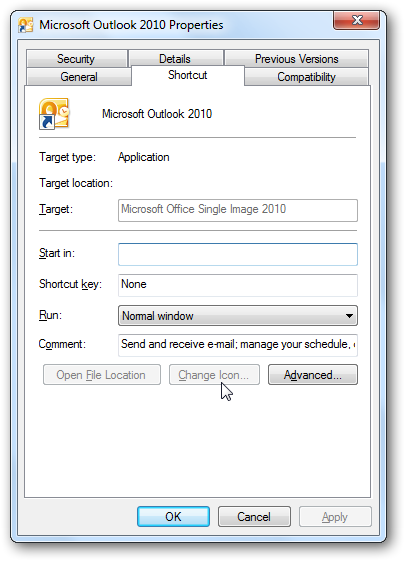 Microsoft Outlook 2010 Properties
Security Details Previous Versions
General Shortcut Compatibility
Microsoft Outlook 2010
Target type: Application
Target location:
Target: Microsoft Office Single Image 2010
Start in:
Shortcut key: None
Run: Normal window
Comment: Send and receive e-mail; manage your schedule,
Open File Location Change Icon... Advanced...
OK Cancel Apply